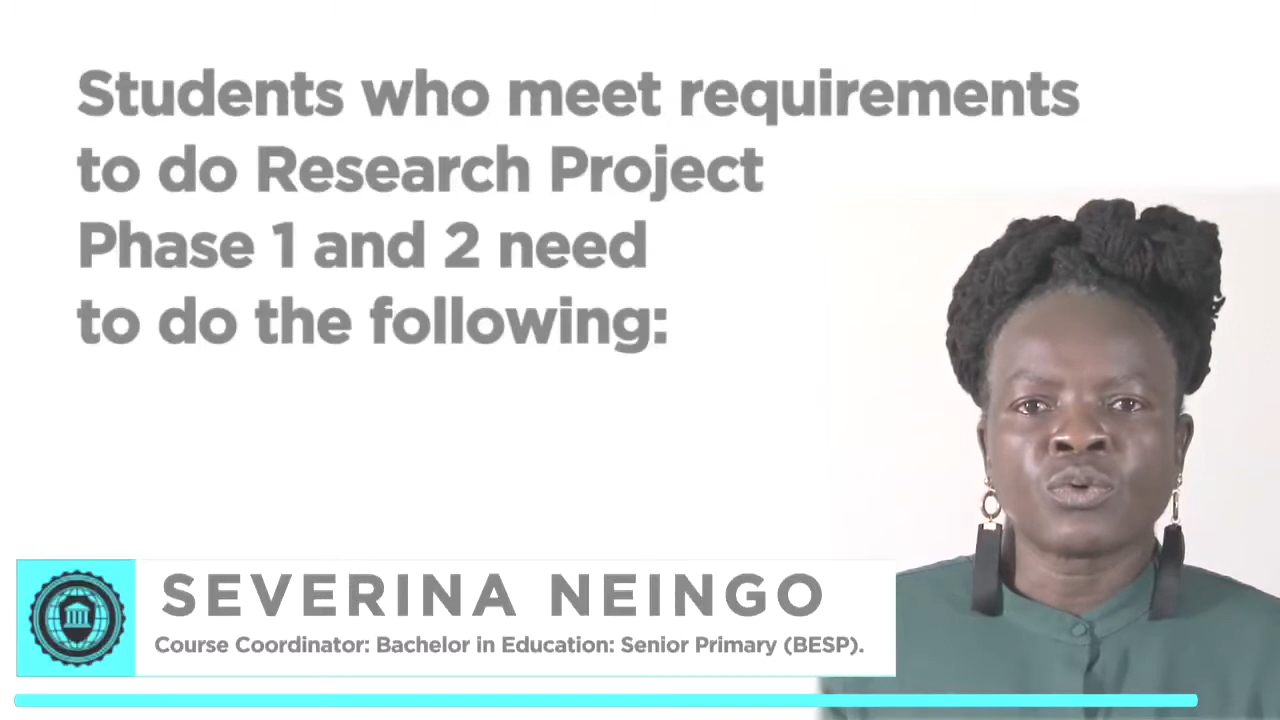 Students who meet requirements
to do Research Project
Phase 1 and 2 need
to do the following:
SEVERINA NEINGO
Course Coordinator: Bachelor in Education: Senior Primary (BESP).